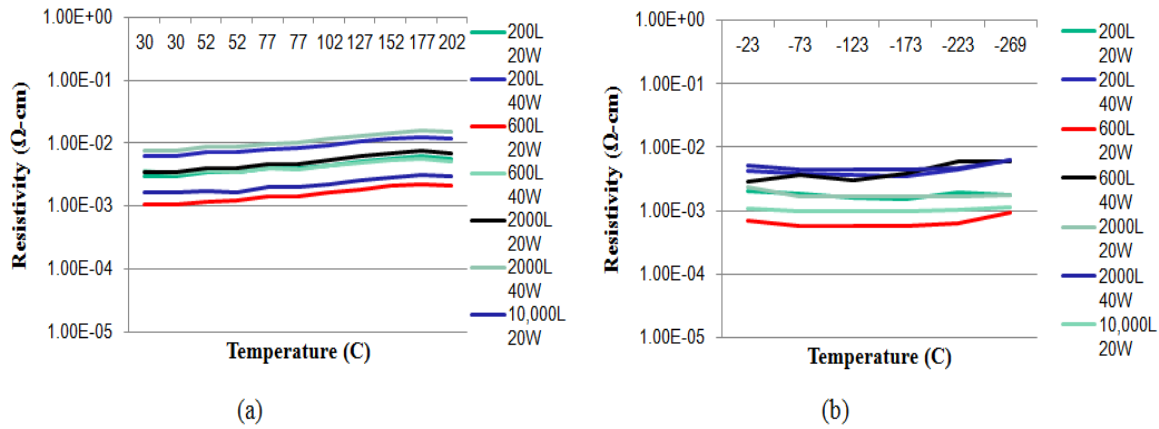 1.00E+00
30 30 52 52 77 77 102 127 152 177 202
1.00E-01
1.00E-02
1.00E-03
1.00E-04
1.00E-05
Resistivity (Ω-cm)
Temperature (C)
200L
20W
200L
40W
600L
20W
600L
40W
2000L
20W
2000L
40W
10,000L
20W
(a)
1.00E+00
-23 -73 -123 -173 -223 -269
1.00E-01
1.00E-02
1.00E-03
1.00E-04
1.00E-05
Resistivity (Ω-cm)
Temperature (C)
200L
20W
200L
40W
600L
20W
600L
40W
2000L
20W
2000L
40W
10,000L
20W
(b)